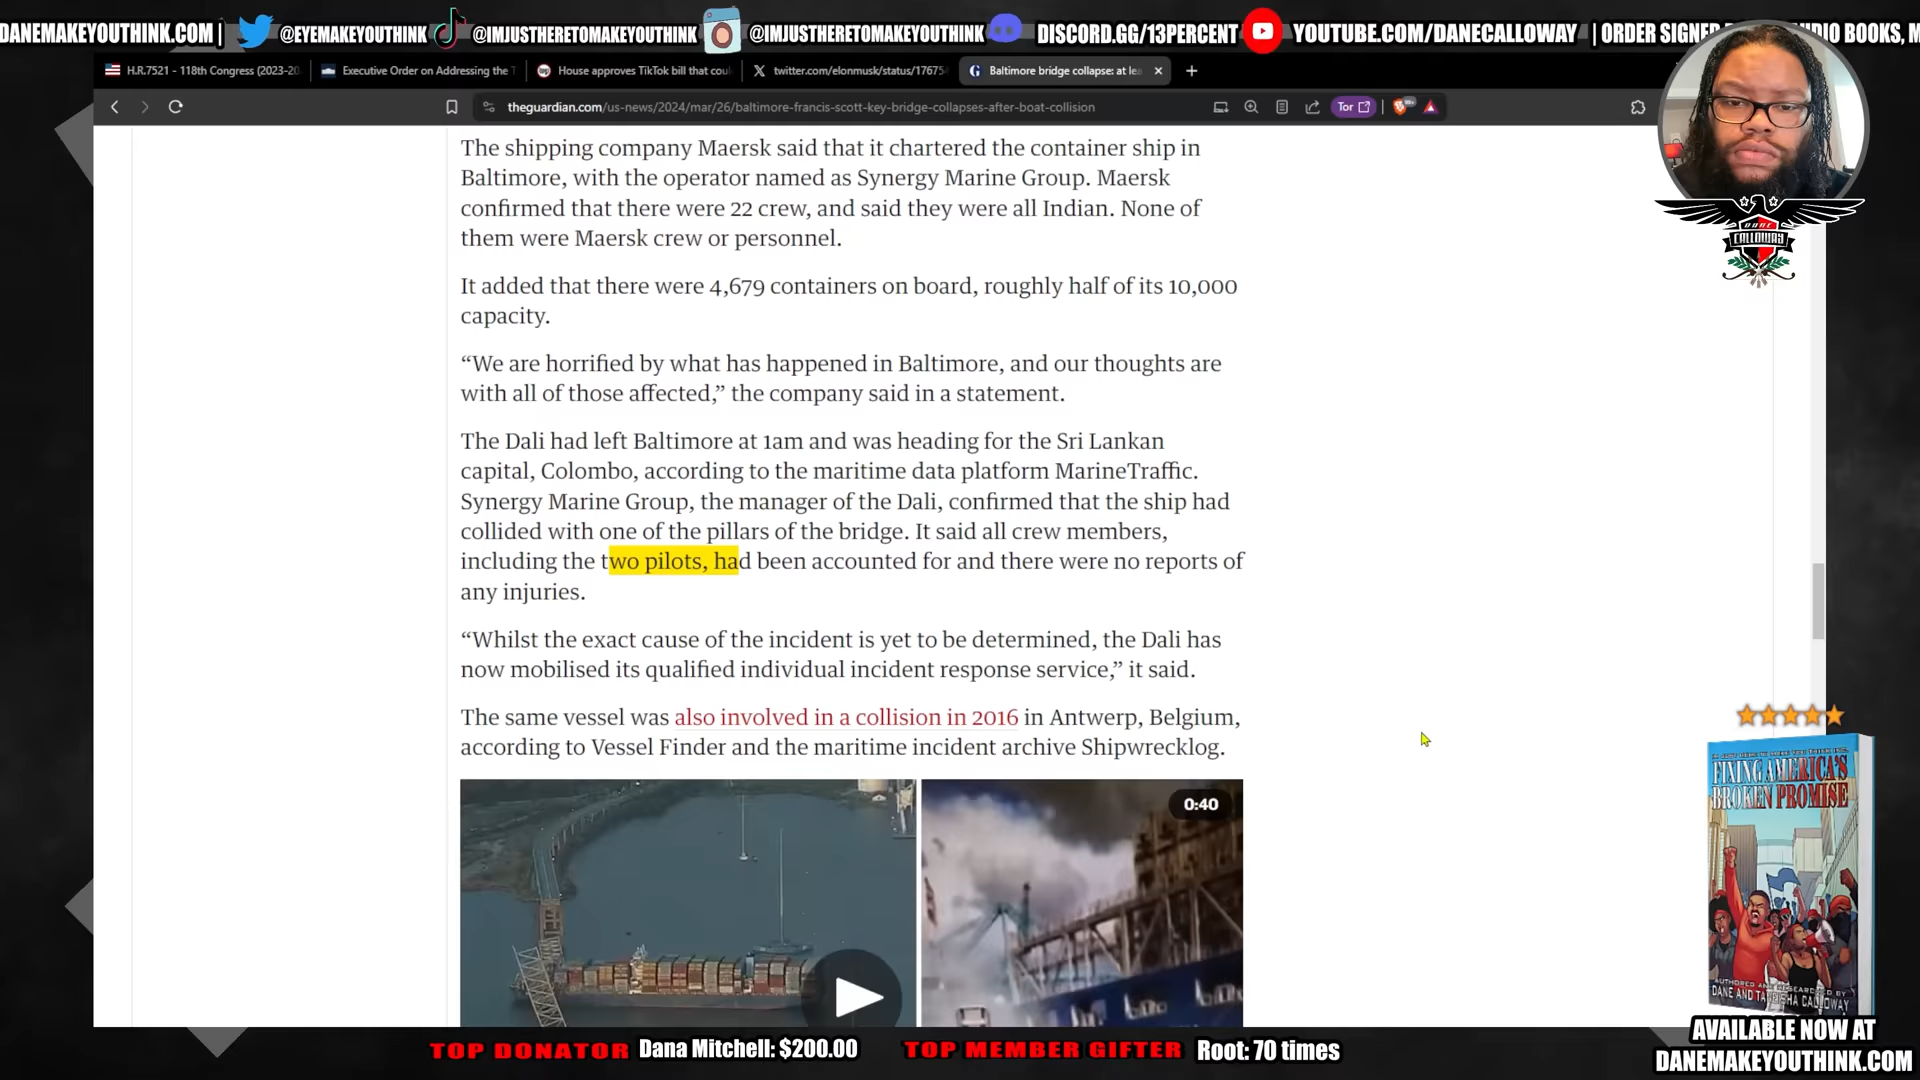 DANEMAKEYOUTHINK.COM |
@EYEMAKEYOUTHINK
@IMJUSTHERETOMAKEYOUTHINK
@IMJUSTHERETOMAKEYOUTHINK
DISCORD.GG/13PERCENT
YOUTUBE.COM/DANECALLOWAY
| ORDER SIGNED
DIO BOOKS, M
H.R.7521 - 118th Congress (2023-20
Executive Order on Addressing the T
House approves TikTok bill that coul
twitter.com/elonmusk/status/17675
Baltimore bridge collapse: at lea
theguardian.com/us-news/2024/mar/26/baltimore-francis-scott-key-bridge-collapses-after-boat-collision
Tor
The shipping company Maersk said that it chartered the container ship in
Baltimore, with the operator named as Synergy Marine Group. Maersk
confirmed that there were 22 crew, and said they were all Indian. None of
them were Maersk crew or personnel.
It added that there were 4,679 containers on board, roughly half of its 10,000
capacity.
“We are horrified by what has happened in Baltimore, and our thoughts are
with all of those affected,” the company said in a statement.
The Dali had left Baltimore at 1am and was heading for the Sri Lankan
capital, Colombo, according to the maritime data platform MarineTraffic.
Synergy Marine Group, the manager of the Dali, confirmed that the ship had
collided with one of the pillars of the bridge. It said all crew members,
including the two pilots, had been accounted for and there were no reports of
any injuries.
“Whilst the exact cause of the incident is yet to be determined, the Dali has
now mobilised its qualified individual incident response service,” it said.
The same vessel was also involved in a collision in 2016 in Antwerp, Belgium,
according to Vessel Finder and the maritime incident archive Shipwrecklog.
0:40
DANE
CALLOWAY
FIXING AMERICA'S
BROKEN PROMISE
AUTHORED AND RESEARCHED BY
CALLOWAY
AVAILABLE NOW AT
DANEMAKEYOUTHINK.COM
TOP DONATOR Dana Mitchell: $200.00
TOP MEMBER GIFTER Root: 70 times